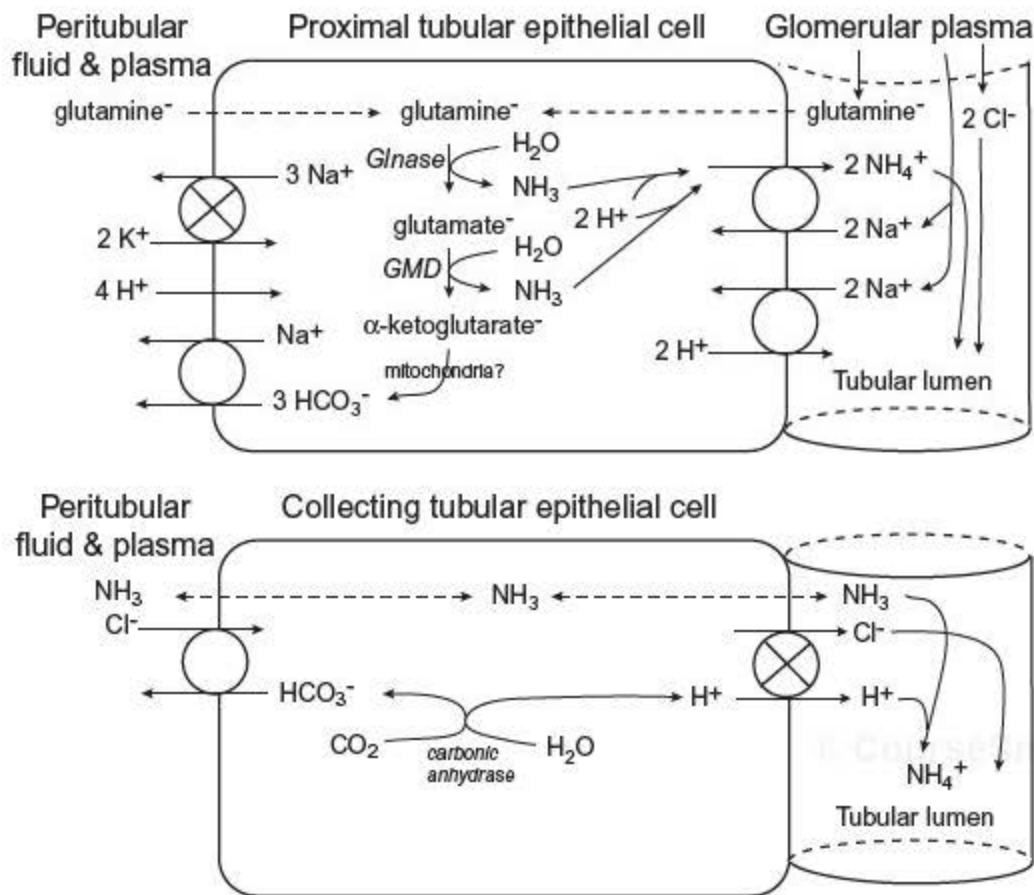 Peritubular fluid & plasma
Proximal tubular epithelial cell
Glomerular plasma
glutamine⁻
glutamine⁻
glutamine⁻
2 Cl⁻
Glnase
H₂O
3 Na⁺
NH₃
2 NH₄⁺
2 H⁺
glutamate⁻
2 K⁺
H₂O
2 Na⁺
GMD
4 H⁺
NH₃
2 Na⁺
α-ketoglutarate⁻
Na⁺
2 H⁺
mitochondria?
Tubular lumen
3 HCO₃⁻
Peritubular fluid & plasma
Collecting tubular epithelial cell
NH₃
NH₃
NH₃
Cl⁻
Cl⁻
HCO₃⁻
H⁺
H⁺
CO₂
carbonic anhydrase
H₂O
NH₄⁺
Tubular lumen